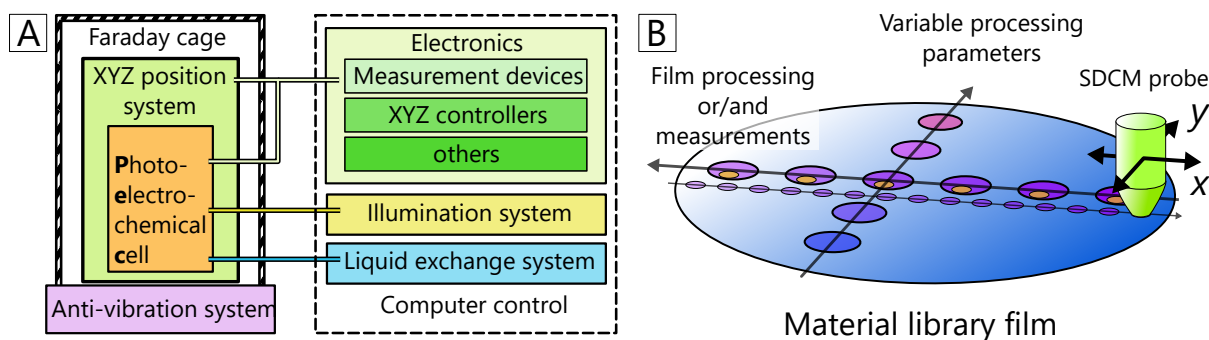 A
Faraday cage
XYZ position
system
Photo-
electro-
chemical
cell
Anti-vibration system
Electronics
Measurement devices
XYZ controllers
others
Illumination system
Liquid exchange system
Computer control
B
Variable processing
parameters
Film processing
or/and
measurements
SDCM probe
y
x
Material library film